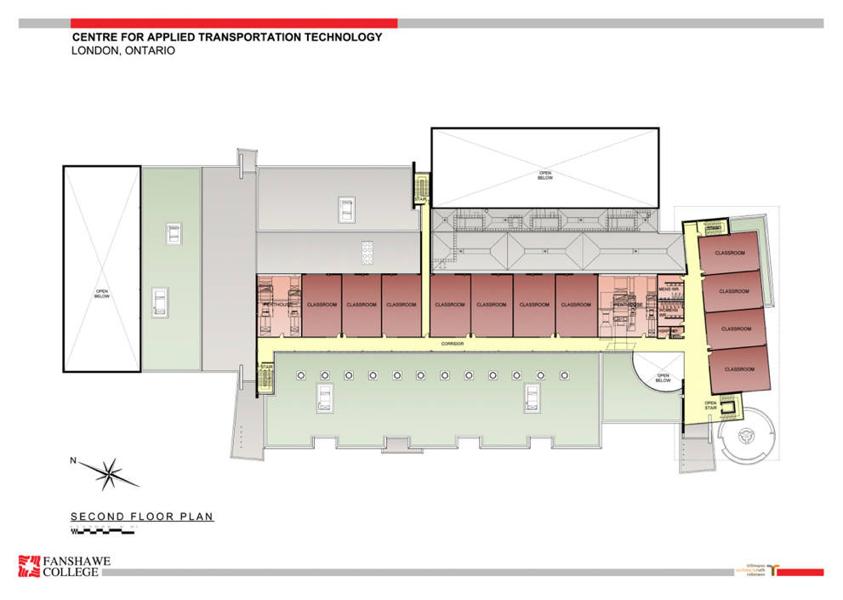 CENTRE FOR APPLIED TRANSPORTATION TECHNOLOGY
LONDON, ONTARIO
OPEN
BELOW
STAIR
CLASSROOM
CLASSROOM
CLASSROOM
CLASSROOM
OPEN
BELOW
PENTHOUSE
CLASSROOM
CLASSROOM
CLASSROOM
CLASSROOM
CLASSROOM
CLASSROOM
CLASSROOM
PENTHOUSE
MENS WR
WOMENS
WR
CORRIDOR
STAIR
OPEN
BELOW
OPEN
STAIR
N
SECOND FLOOR PLAN
FANSHAWE
COLLEGE